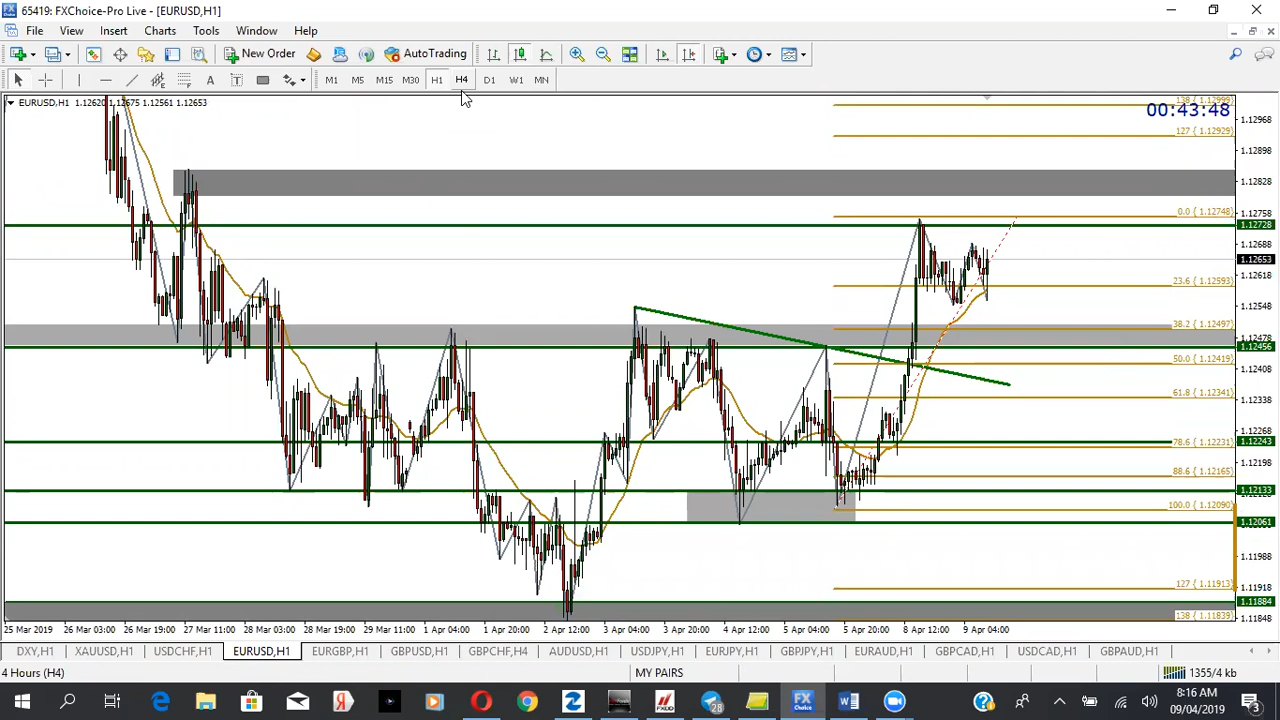 65419: FXChoice-Pro Live - [EURUSD,H1]
File View Insert Charts Tools Window Help
New Order AutoTrading
A T M1 M5 M15 M30 H1 H4 D1 W1 MN
EURUSD,H1 1.12620 1.12675 1.12561 1.12653
138 ( 1.12999)
00:43:48
1.12968
127 ( 1.12929)
1.12898
1.12828
0.0 ( 1.12748)
1.12758
1.12728
1.12688
1.12653
1.12618
23.6 ( 1.12593)
1.12548
38.2 ( 1.12497)
1.12478
1.12456
50.0 ( 1.12419)
1.12408
61.8 ( 1.12341)
1.12338
1.12268
1.12243
78.6 ( 1.12231)
1.12198
88.6 ( 1.12165)
1.12133
100.0 ( 1.12090)
1.12061
1.11988
127 ( 1.11913)
1.11918
1.11884
138 ( 1.11839)
1.11848
25 Mar 2019 26 Mar 03:00 26 Mar 19:00 27 Mar 11:00 28 Mar 03:00 28 Mar 19:00 29 Mar 11:00 1 Apr 04:00 1 Apr 20:00 2 Apr 12:00 3 Apr 04:00 3 Apr 20:00 4 Apr 12:00 5 Apr 04:00 5 Apr 20:00 8 Apr 12:00 9 Apr 04:00
DXY,H1 XAUUSD,H1 USDCHF,H1 EURUSD,H1 EURGBP,H1 GBPUSD,H1 GBPCHF,H4 AUDUSD,H1 USDJPY,H1 EURJPY,H1 GBPJPY,H1 EURAUD,H1 GBPCAD,H1 USDCAD,H1 GBPAUD,H1
4 Hours (H4) MY PAIRS 1355/4 kb
28
8:16 AM
09/04/2019
3